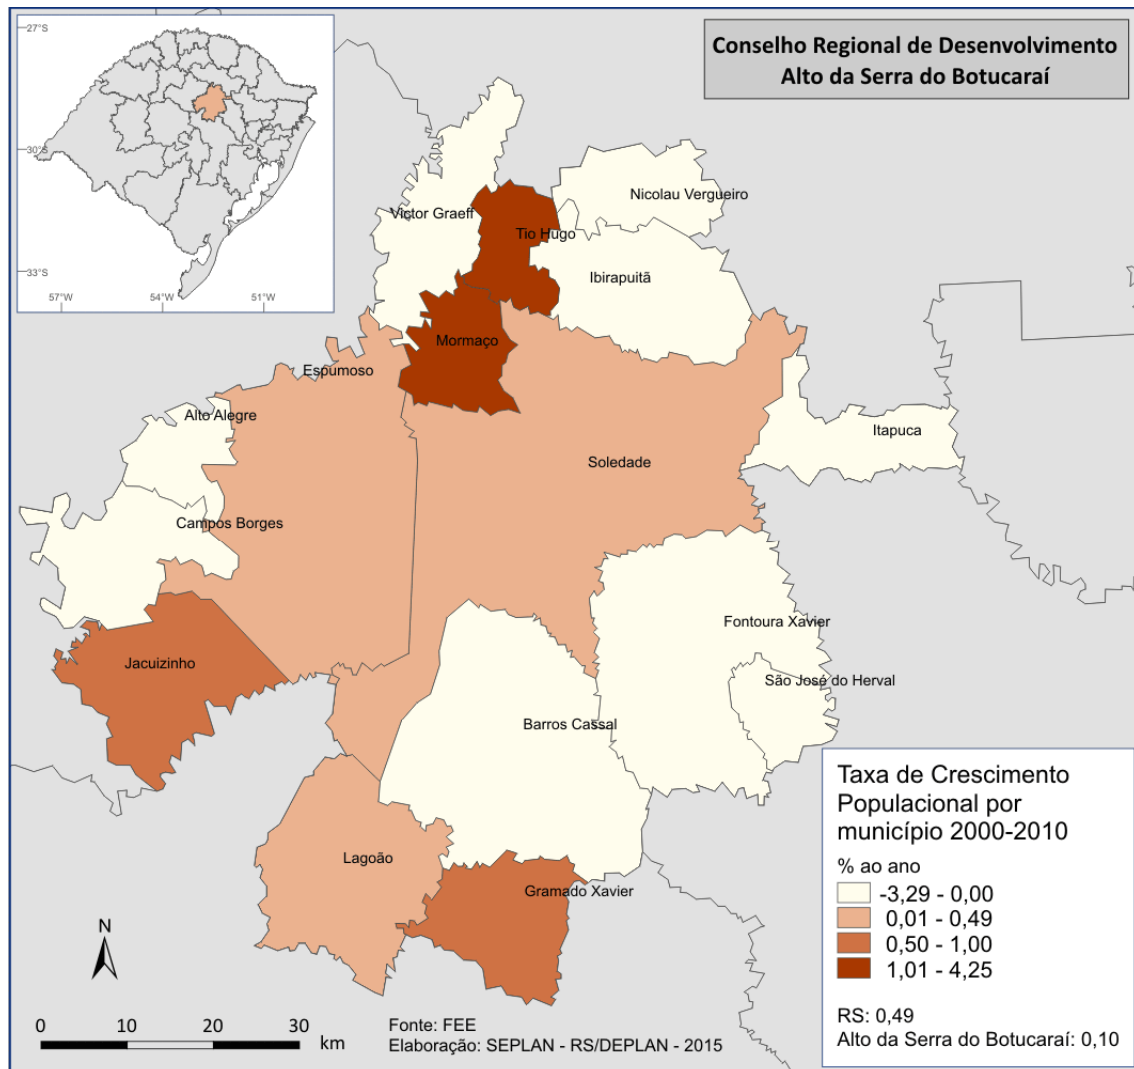 Conselho Regional de Desenvolvimento
Alto da Serra do Botucaraí
27°S
30°S
33°S
57°W
54°W
51°W
Nicolau Vergueiro
Victor Graeff
Tio Hugo
Ibirapuitã
Mormaço
Espumoso
Alto Alegre
Itapuca
Soledade
Campos Borges
Fontoura Xavier
Jacuizinho
São José do Herval
Barros Cassal
Lagoão
Gramado Xavier
Taxa de Crescimento
Populacional por
município 2000-2010
% ao ano
-3,29 - 0,00
0,01 - 0,49
0,50 - 1,00
1,01 - 4,25
RS: 0,49
Alto da Serra do Botucaraí: 0,10
N
0 10 20 30
km
Fonte: FEE
Elaboração: SEPLAN - RS/DEPLAN - 2015